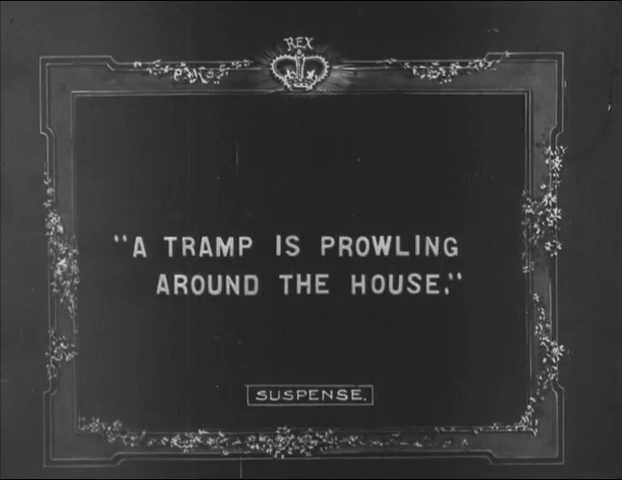 REX
"A TRAMP IS PROWLING
AROUND THE HOUSE."
SUSPENSE.